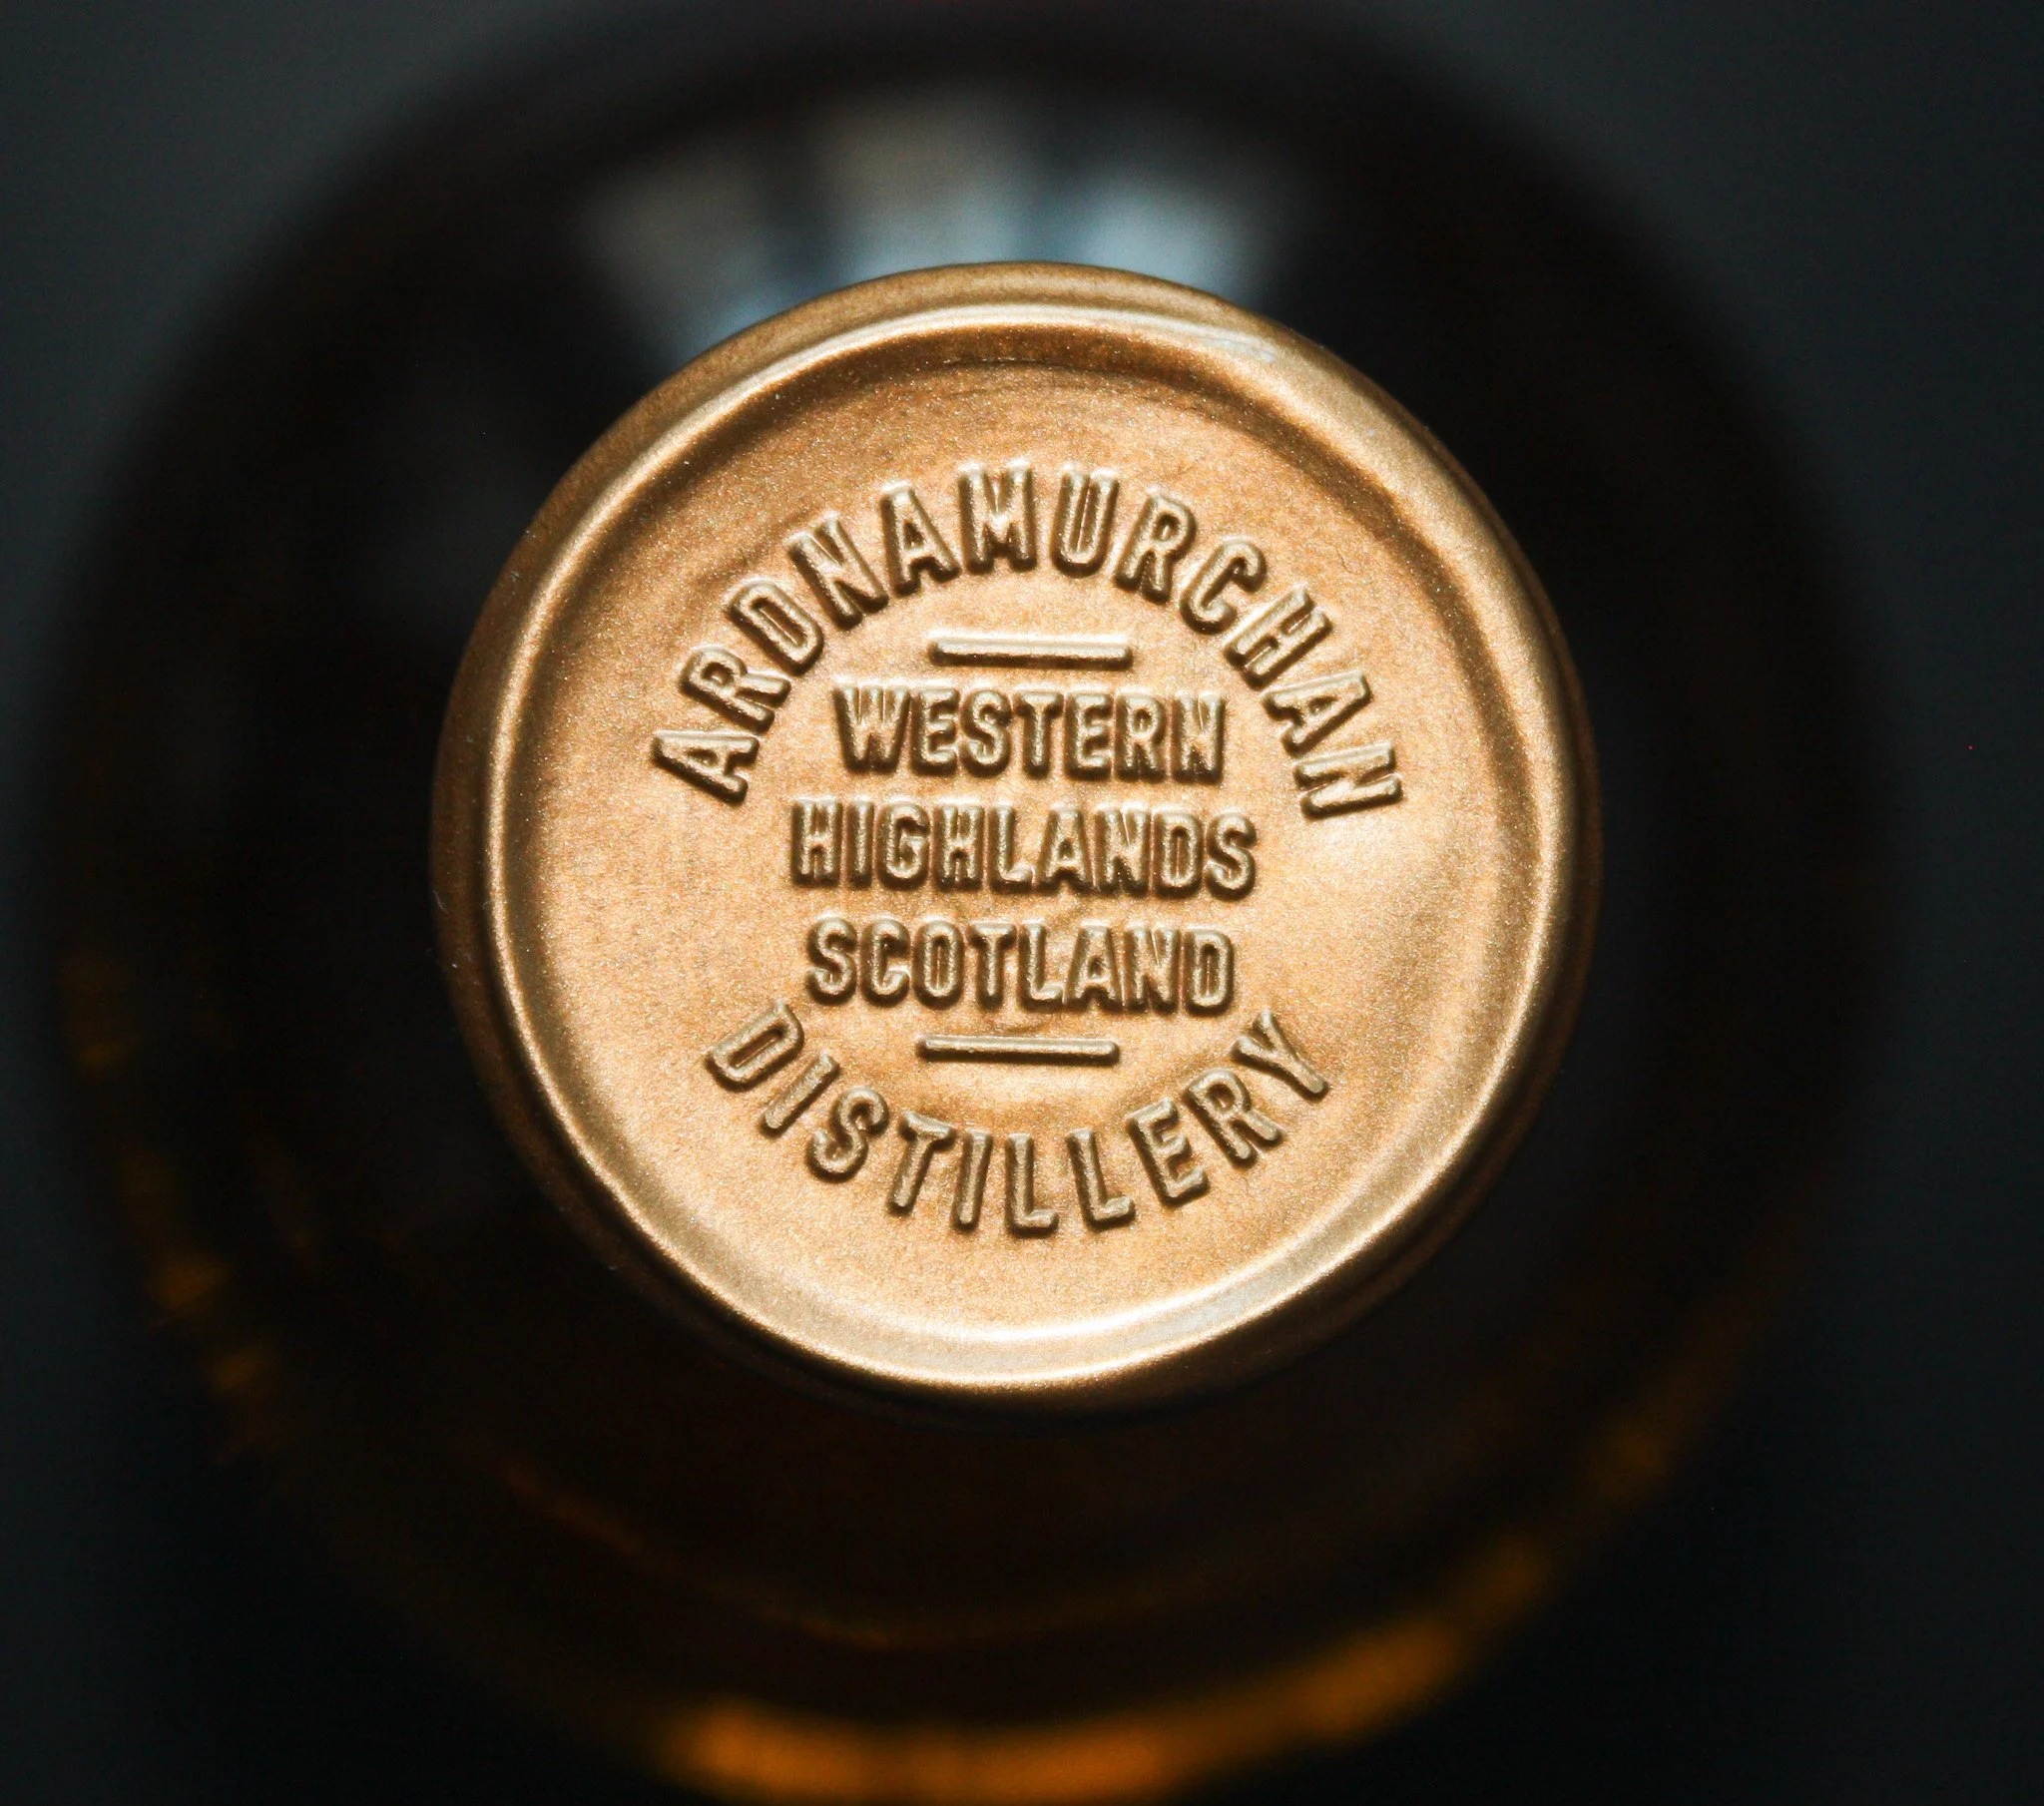 ARDNAMURCHAN
WESTERN
HIGHLANDS
SCOTLAND
DISTILLERY